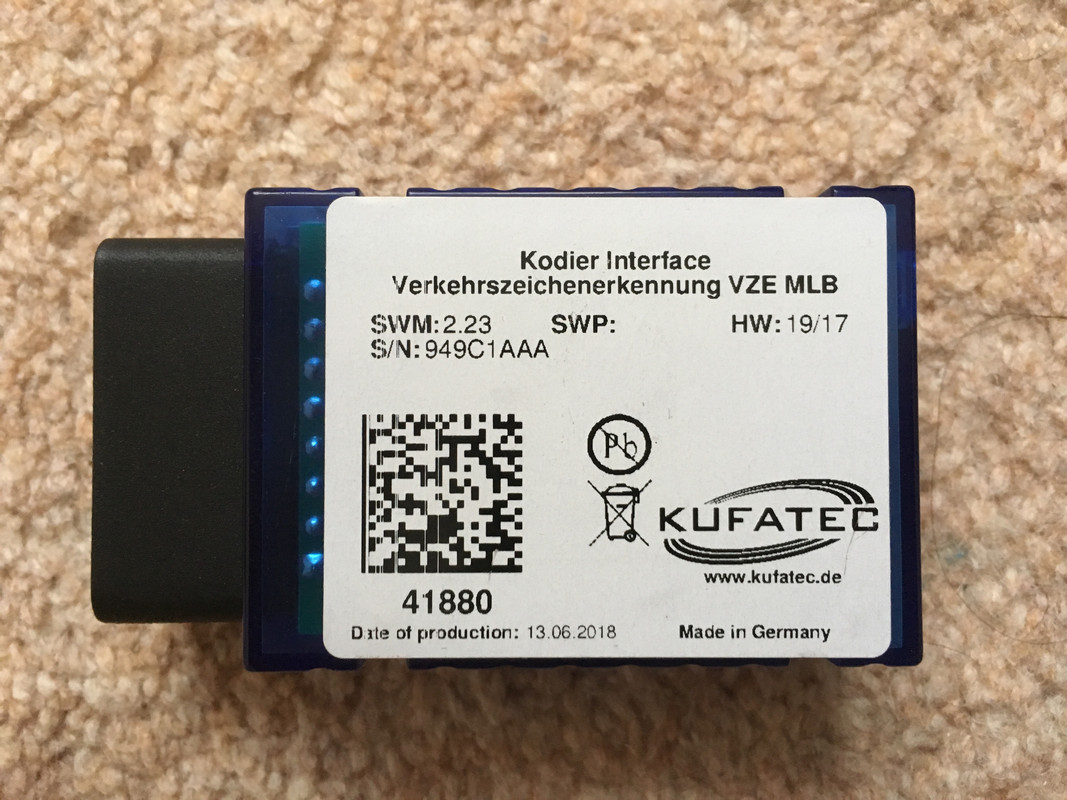 Kodier Interface
Verkehrszeichenerkennung VZE MLB
SWM: 2.23 SWP: HW: 19/17
S/N: 949C1AAA
Pb
KUFATEC
www.kufatec.de
41880
Date of production: 13.06.2018 Made in Germany